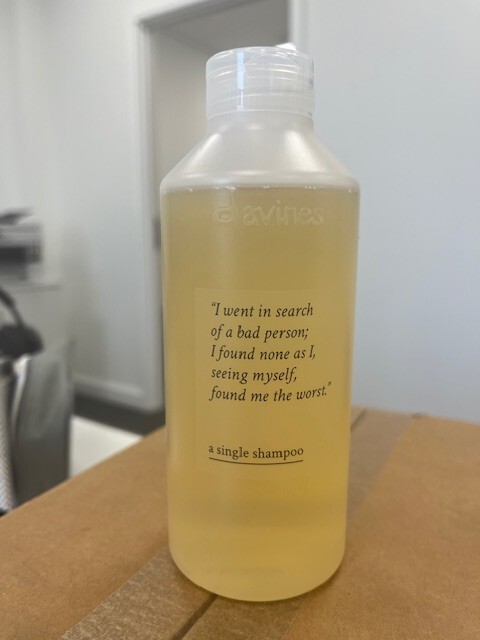 davines
“I went in search
of a bad person;
I found none as I,
seeing myself,
found me the worst.”
a single shampoo